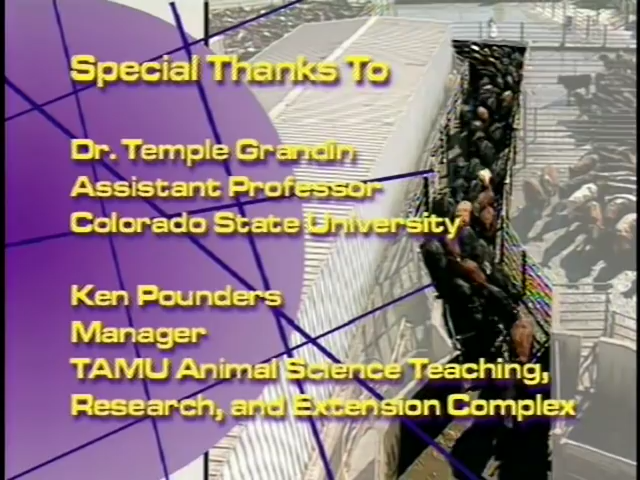 Special Thanks To
Dr. Temple Grandin
Assistant Professor
Colorado State University
Ken Pounders
Manager
TAMU Animal Science Teaching,
Research, and Extension Complex